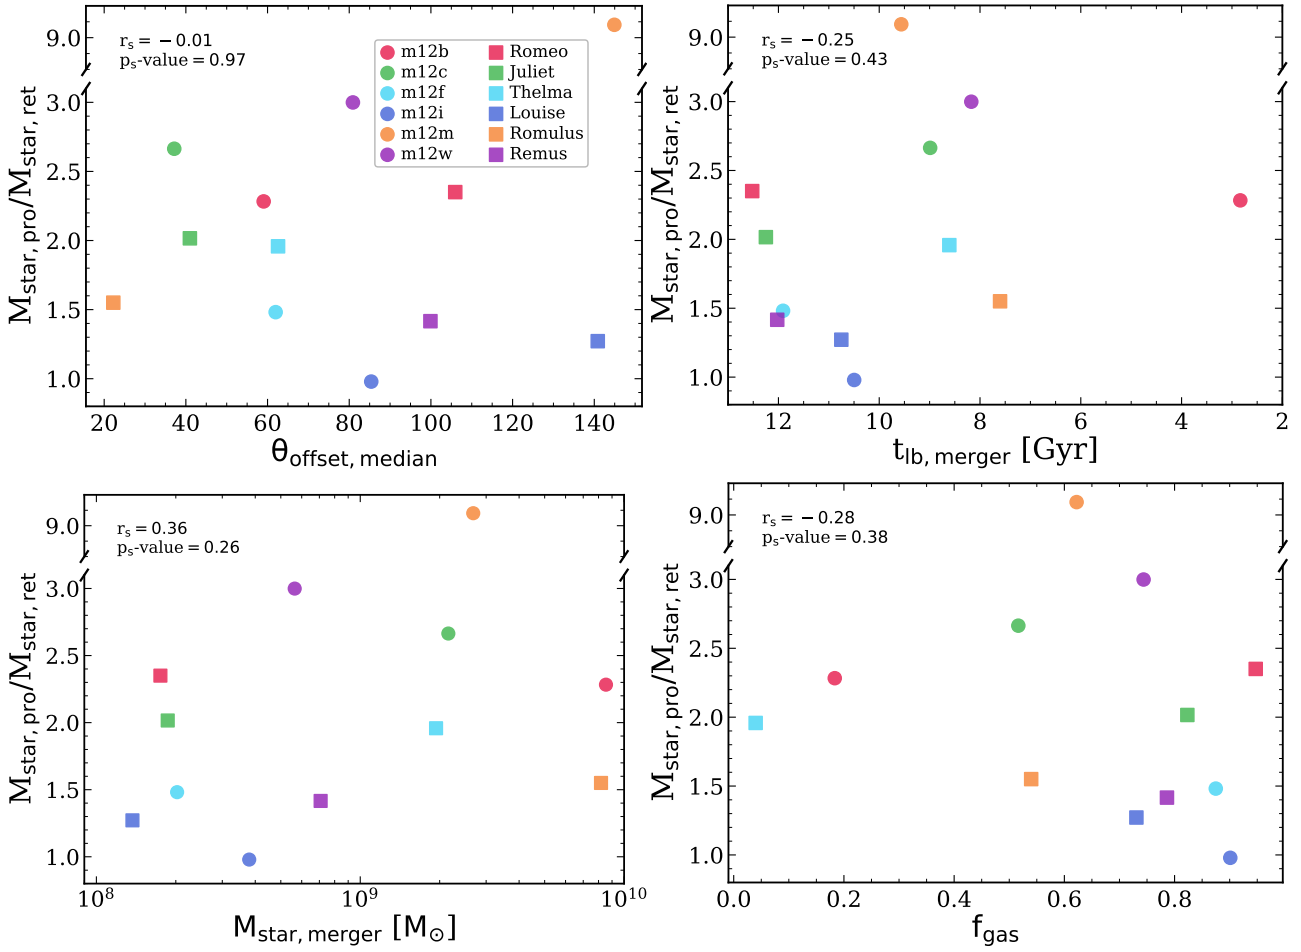 r_s = −0.01
p_s-value = 0.97
m12b
m12c
m12f
m12i
m12m
m12w
Romeo
Juliet
Thelma
Louise
Romulus
Remus
9.0
3.0
2.5
2.0
1.5
1.0
M_star, pro/M_star, ret
20 40 60 80 100 120 140
θ_offset, median
r_s = −0.25
p_s-value = 0.43
9.0
3.0
2.5
2.0
1.5
1.0
M_star, pro/M_star, ret
12 10 8 6 4 2
t_lb, merger [Gyr]
r_s = 0.36
p_s-value = 0.26
9.0
3.0
2.5
2.0
1.5
1.0
M_star, pro/M_star, ret
10⁸ 10⁹ 10¹⁰
M_star, merger [M_⊙]
r_s = −0.28
p_s-value = 0.38
9.0
3.0
2.5
2.0
1.5
1.0
M_star, pro/M_star, ret
0.0 0.2 0.4 0.6 0.8
f_gas